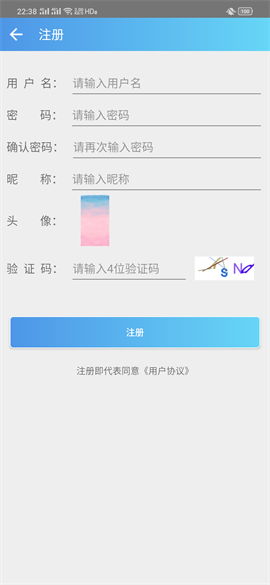 22:38 HD 100
注册
用 户 名： 请输入用户名
密 码： 请输入密码
确认密码： 请再次输入密码
昵 称： 请输入昵称
头 像：
验 证 码： 请输入4位验证码
注册
注册即代表同意《用户协议》